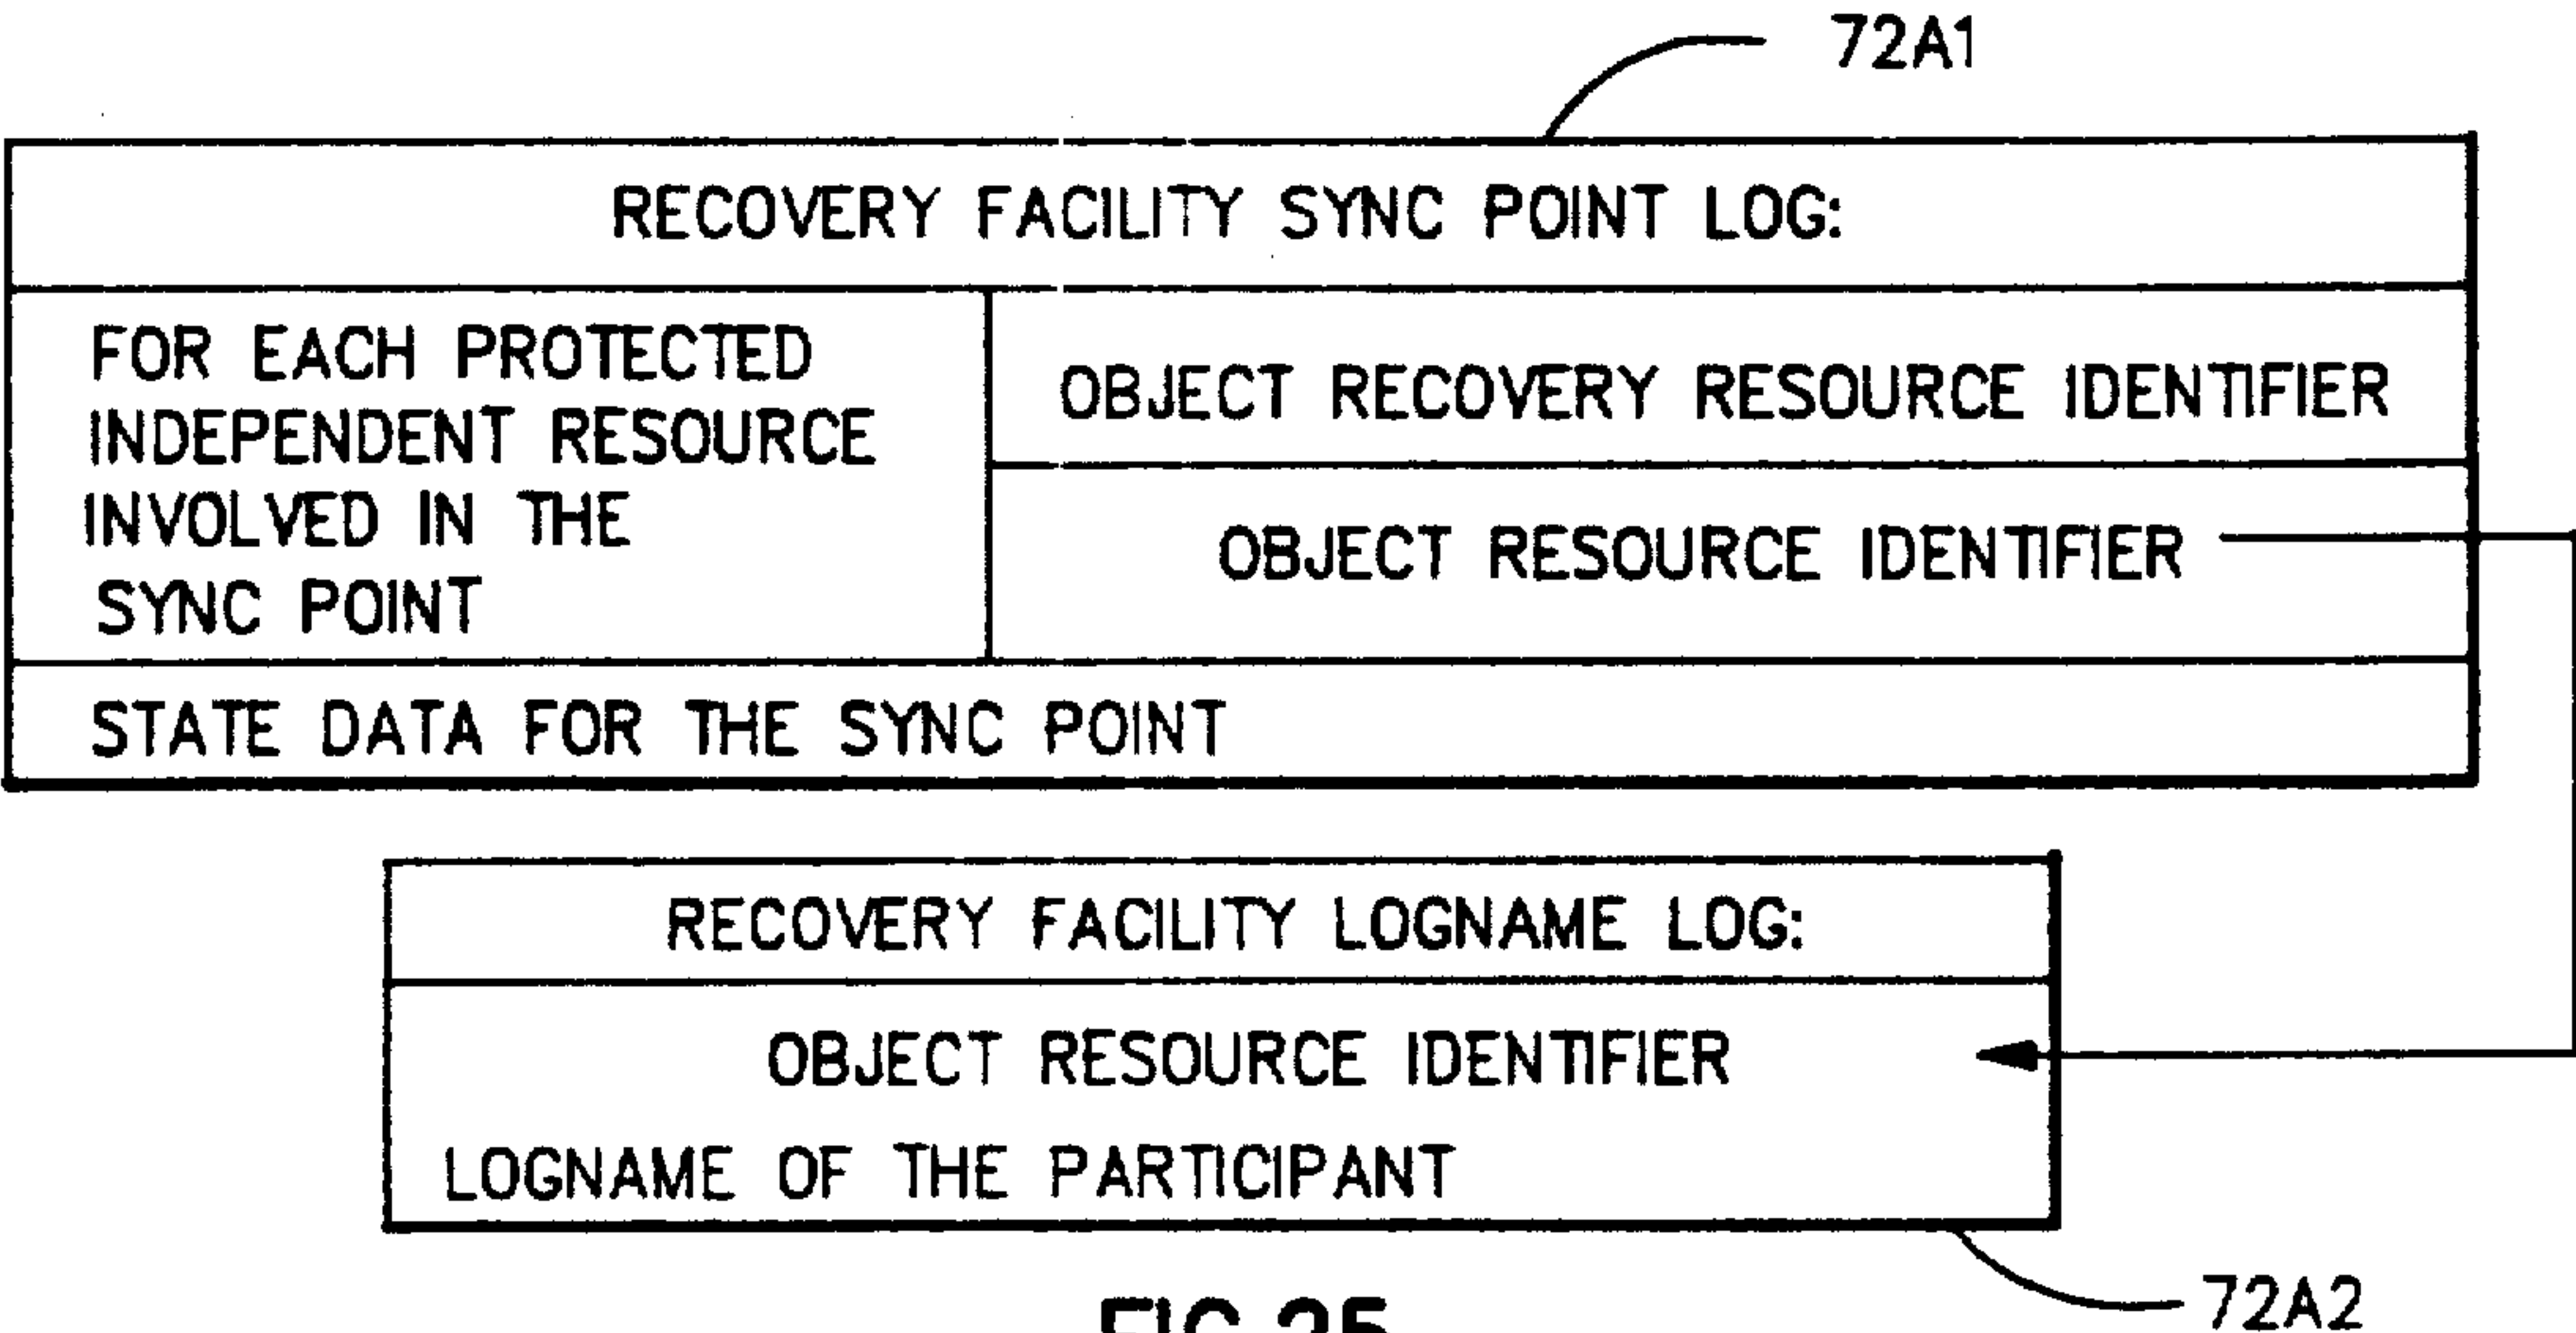 72A1
RECOVERY FACILITY SYNC POINT LOG:
FOR EACH PROTECTED
INDEPENDENT RESOURCE
INVOLVED IN THE
SYNC POINT
OBJECT RECOVERY RESOURCE IDENTIFIER
OBJECT RESOURCE IDENTIFIER
STATE DATA FOR THE SYNC POINT
RECOVERY FACILITY LOGNAME LOG:
OBJECT RESOURCE IDENTIFIER
LOGNAME OF THE PARTICIPANT
72A2